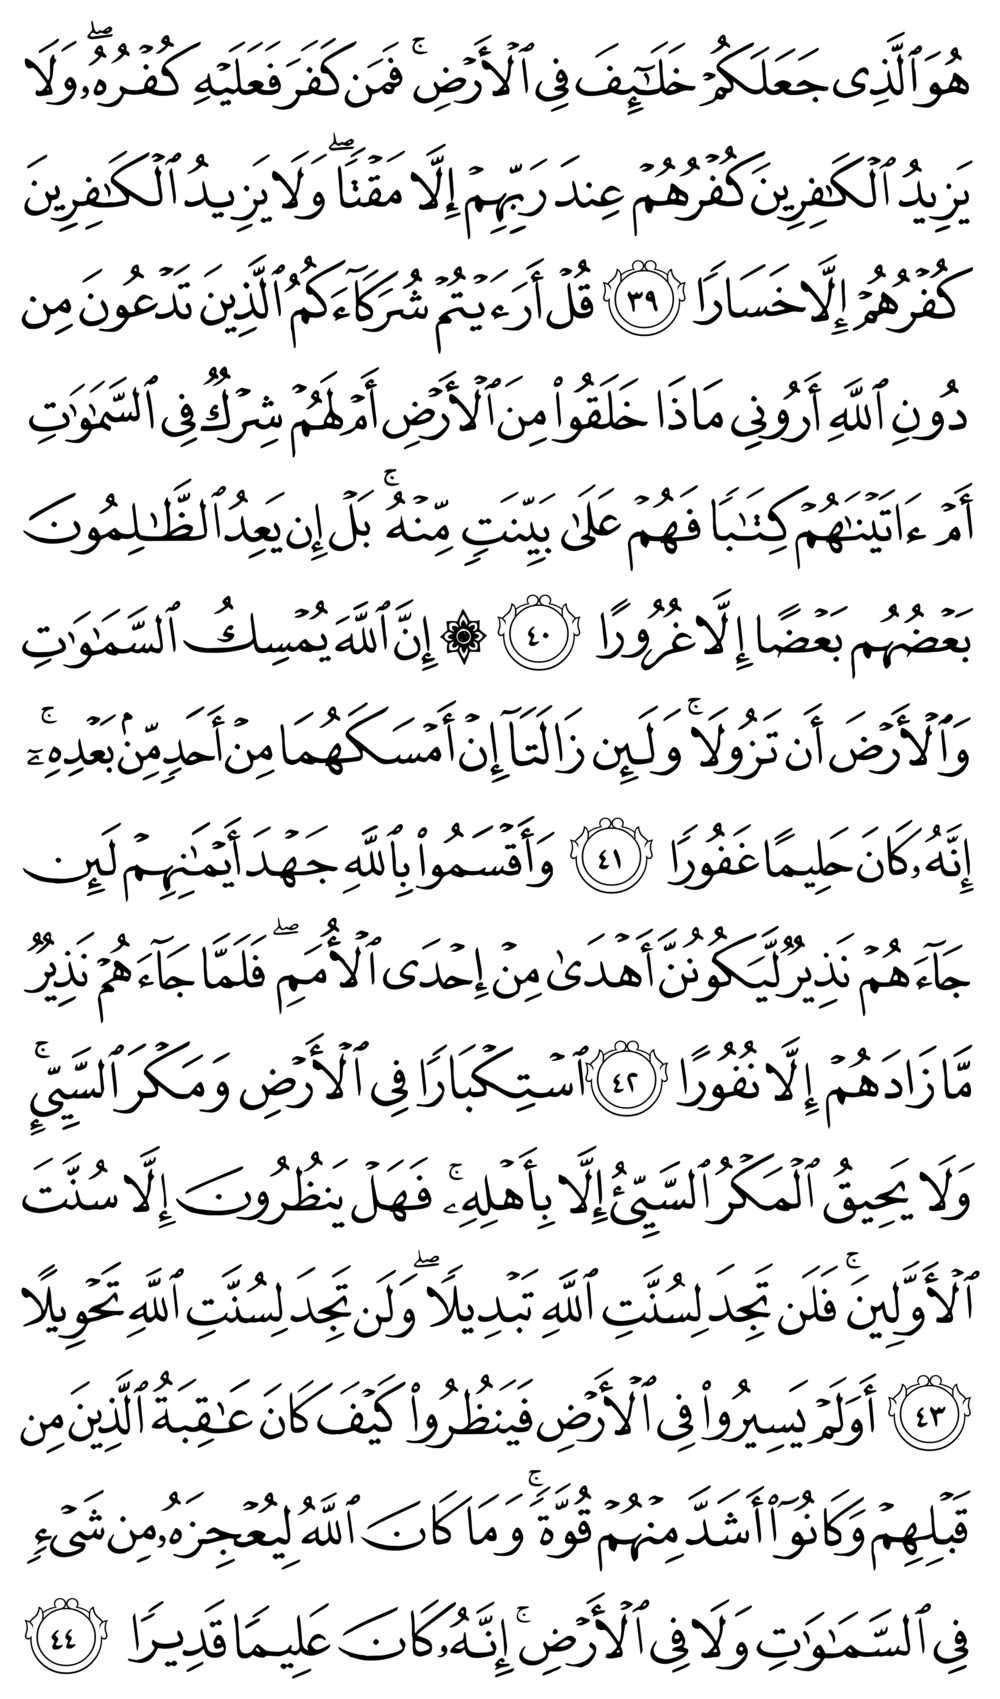 هُوَ ٱلَّذِى جَعَلَكُمْ خَلَٰٓئِفَ فِى ٱلْأَرْضِ ۚ فَمَن كَفَرَ فَعَلَيْهِ كُفْرُهُۥ ۖ وَلَا
يَزِيدُ ٱلْكَٰفِرِينَ كُفْرُهُمْ عِندَ رَبِّهِمْ إِلَّا مَقْتًا ۖ وَلَا يَزِيدُ ٱلْكَٰفِرِينَ
كُفْرُهُمْ إِلَّا خَسَارًا ٣٩ قُلْ أَرَءَيْتُمْ شُرَكَآءَكُمُ ٱلَّذِينَ تَدْعُونَ مِن
دُونِ ٱللَّهِ أَرُونِى مَاذَا خَلَقُوا۟ مِنَ ٱلْأَرْضِ أَمْ لَهُمْ شِرْكٌ فِى ٱلسَّمَٰوَٰتِ
أَمْ ءَاتَيْنَٰهُمْ كِتَٰبًا فَهُمْ عَلَىٰ بَيِّنَتٍ مِّنْهُ ۚ بَلْ إِن يَعِدُ ٱلظَّٰلِمُونَ
بَعْضُهُم بَعْضًا إِلَّا غُرُورًا ٤٠ ۞ إِنَّ ٱللَّهَ يُمْسِكُ ٱلسَّمَٰوَٰتِ
وَٱلْأَرْضَ أَن تَزُولَا ۚ وَلَئِن زَالَتَآ إِنْ أَمْسَكَهُمَا مِنْ أَحَدٍ مِّنۢ بَعْدِهِۦٓ ۚ
إِنَّهُۥ كَانَ حَلِيمًا غَفُورًا ٤١ وَأَقْسَمُوا۟ بِٱللَّهِ جَهْدَ أَيْمَٰنِهِمْ لَئِن
جَآءَهُمْ نَذِيرٌ لَّيَكُونُنَّ أَهْدَىٰ مِنْ إِحْدَى ٱلْأُمَمِ ۖ فَلَمَّا جَآءَهُمْ نَذِيرٌ
مَّا زَادَهُمْ إِلَّا نُفُورًا ٤٢ ٱسْتِكْبَارًا فِى ٱلْأَرْضِ وَمَكْرَ ٱلسَّيِّئِ ۚ
وَلَا يَحِيقُ ٱلْمَكْرُ ٱلسَّيِّئُ إِلَّا بِأَهْلِهِۦ ۚ فَهَلْ يَنظُرُونَ إِلَّا سُنَّتَ
ٱلْأَوَّلِينَ ۚ فَلَن تَجِدَ لِسُنَّتِ ٱللَّهِ تَبْدِيلًا ۖ وَلَن تَجِدَ لِسُنَّتِ ٱللَّهِ تَحْوِيلًا
٤٣ أَوَلَمْ يَسِيرُوا۟ فِى ٱلْأَرْضِ فَيَنظُرُوا۟ كَيْفَ كَانَ عَٰقِبَةُ ٱلَّذِينَ مِن
قَبْلِهِمْ وَكَانُوٓا۟ أَشَدَّ مِنْهُمْ قُوَّةً ۚ وَمَا كَانَ ٱللَّهُ لِيُعْجِزَهُۥ مِن شَىْءٍ
فِى ٱلسَّمَٰوَٰتِ وَلَا فِى ٱلْأَرْضِ ۚ إِنَّهُۥ كَانَ عَلِيمًا قَدِيرًا ٤٤